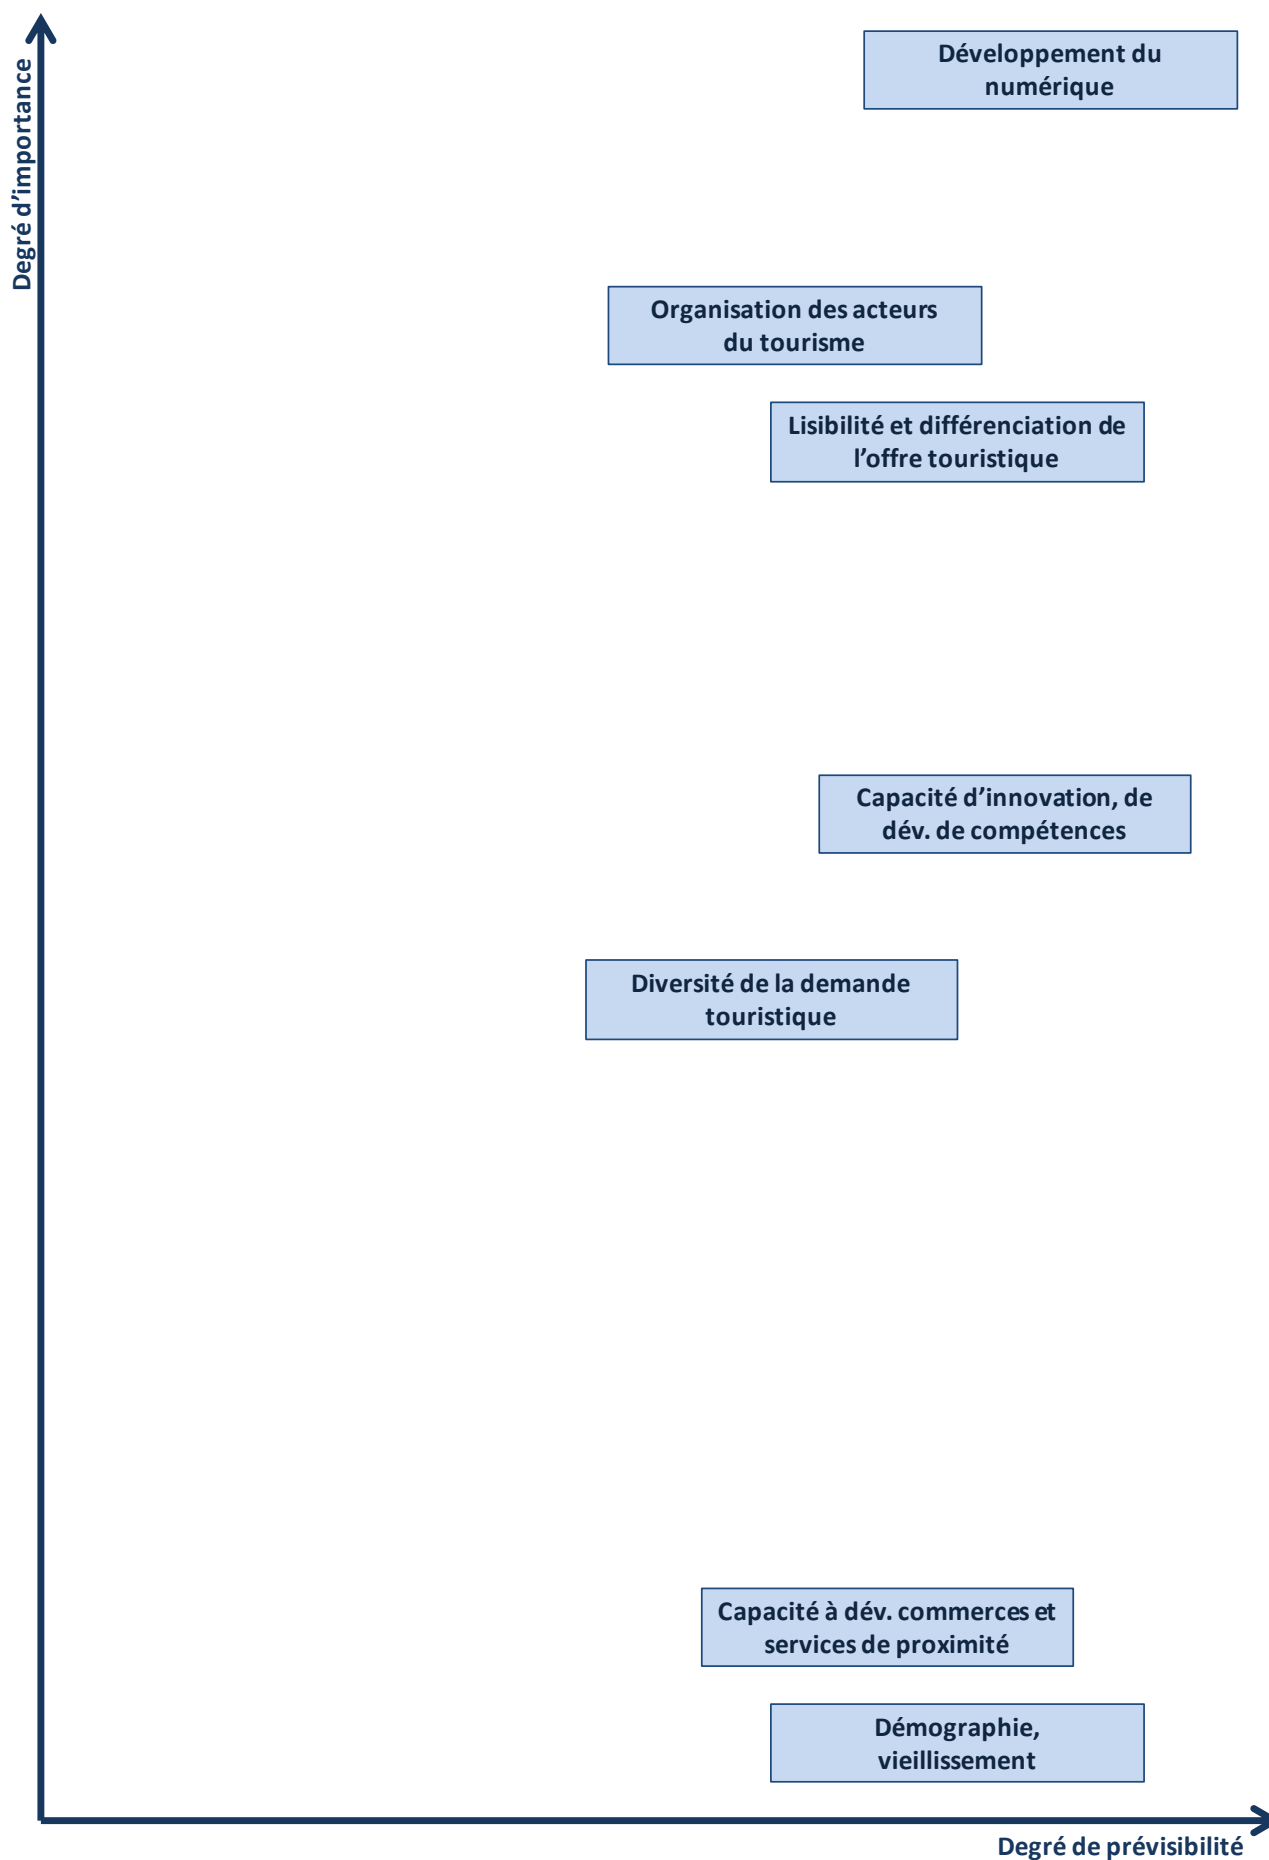 Degré d’importance
Développement du
numérique
Organisation des acteurs
du tourisme
Lisibilité et différenciation de
l’offre touristique
Capacité d’innovation, de
dév. de compétences
Diversité de la demande
touristique
Capacité à dév. commerces et
services de proximité
Démographie,
vieillissement
Degré de prévisibilité